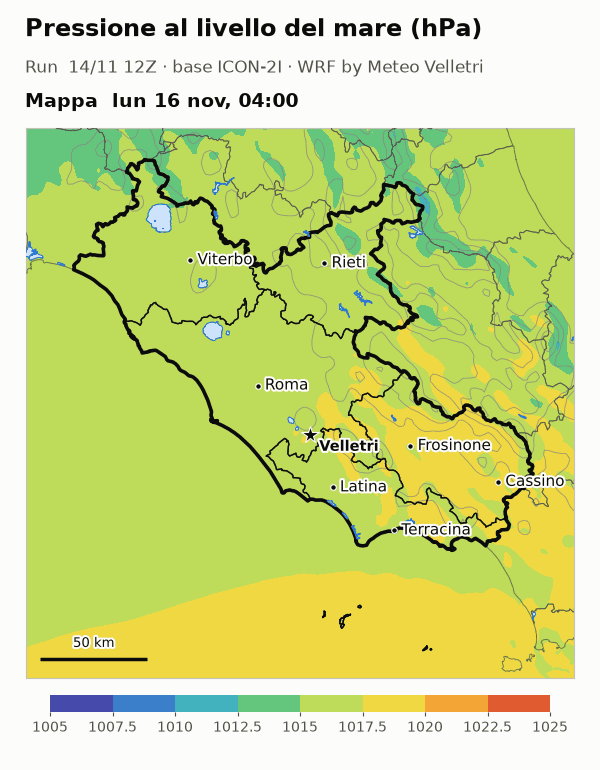 Pressione al livello del mare (hPa)
Run  14/11 12Z · base ICON-2I · WRF by Meteo Velletri
Mappa  lun 16 nov, 04:00
Viterbo
Rieti
Roma
Velletri
Frosinone
Cassino
Latina
Terracina
50 km
1005 1007.5 1010 1012.5 1015 1017.5 1020 1022.5 1025